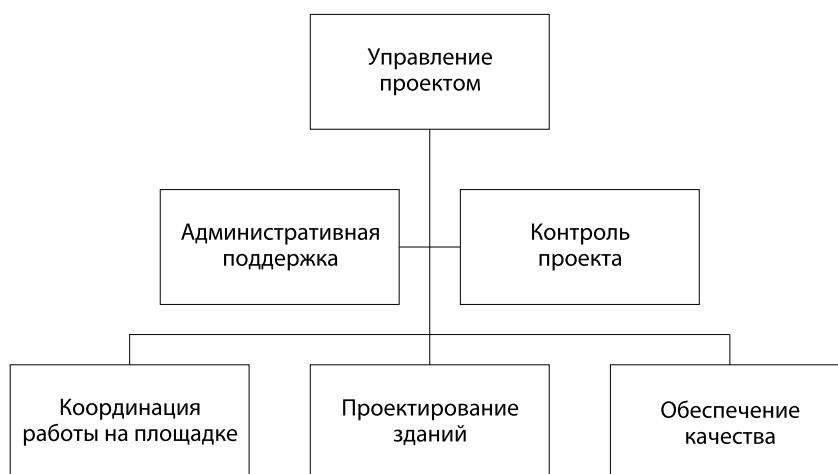 Управление
проектом
Административная
поддержка
Контроль
проекта
Координация
работы на площадке
Проектирование
зданий
Обеспечение
качества